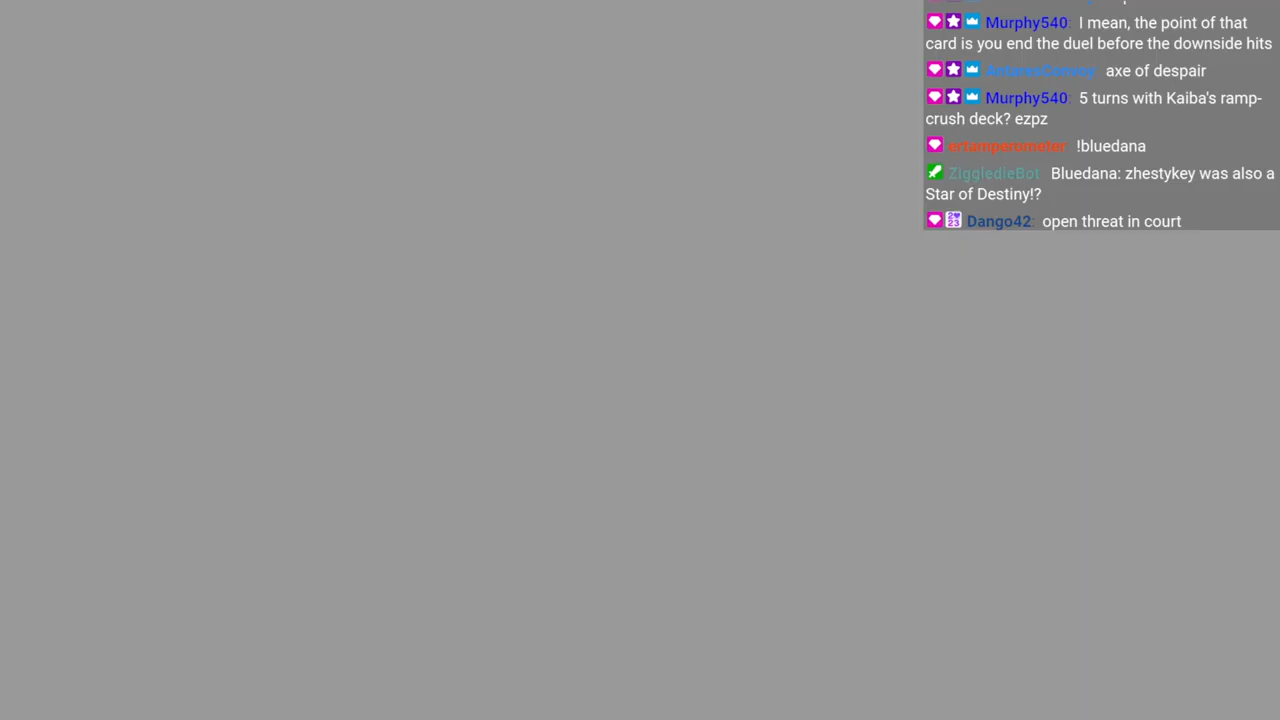 Murphy540: I mean, the point of that
card is you end the duel before the downside hits
axe of despair
Murphy540: 5 turns with Kaiba's ramp-
crush deck? ezpz
!bluedana
ZiggledieBot Bluedana: zhestykey was also a
Star of Destiny!?
Dango42: open threat in court